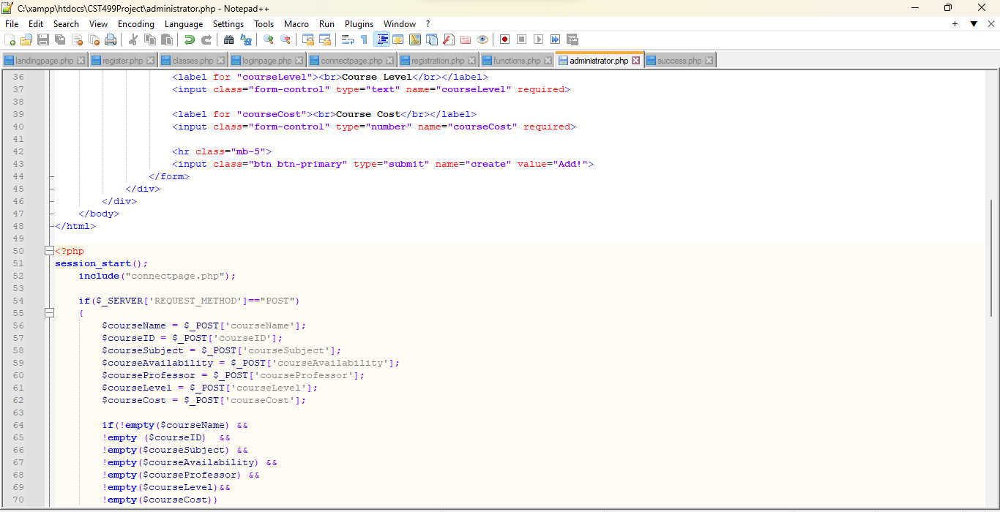 C:\xampp\htdocs\CST499Project\administrator.php - Notepad++
File Edit Search View Encoding Language Settings Tools Macro Run Plugins Window ?
landingpage.php register.php classes.php loginpage.php connectpage.php registration.php functions.php administrator.php success.php
36 <label for "courseLevel"><br>Course Level</br></label>
37 <input class="form-control" type="text" name="courseLevel" required>
38
39 <label for "courseCost"><br>Course Cost</br></label>
40 <input class="form-control" type="number" name="courseCost" required>
41
42 <hr class="mb-5">
43 <input class="btn btn-primary" type="submit" name="create" value="Add!">
44 </form>
45 </div>
46 </div>
47 </body>
48 </html>
49
50 <?php
51 session_start();
52 include("connectpage.php");
53
54 if($_SERVER['REQUEST_METHOD']=="POST")
55 {
56 $courseName = $_POST['courseName'];
57 $courseID = $_POST['courseID'];
58 $courseSubject = $_POST['courseSubject'];
59 $courseAvailability = $_POST['courseAvailability'];
60 $courseProfessor = $_POST['courseProfessor'];
61 $courseLevel = $_POST['courseLevel'];
62 $courseCost = $_POST['courseCost'];
63
64 if(!empty($courseName) &&
65 !empty ($courseID)  &&
66 !empty($courseSubject) &&
67 !empty($courseAvailability) &&
68 !empty($courseProfessor) &&
69 !empty($courseLevel)&&
70 !empty($courseCost))